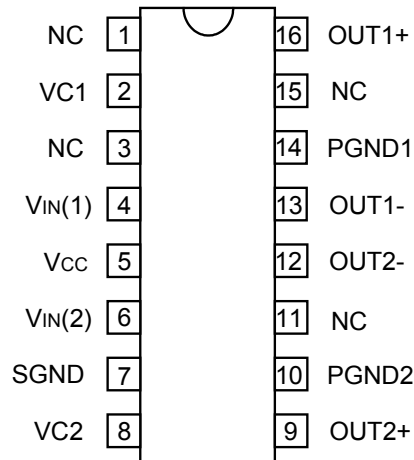 NC 1 16 OUT1+
VC1 2 15 NC
NC 3 14 PGND1
VIN(1) 4 13 OUT1-
VCC 5 12 OUT2-
VIN(2) 6 11 NC
SGND 7 10 PGND2
VC2 8 9 OUT2+